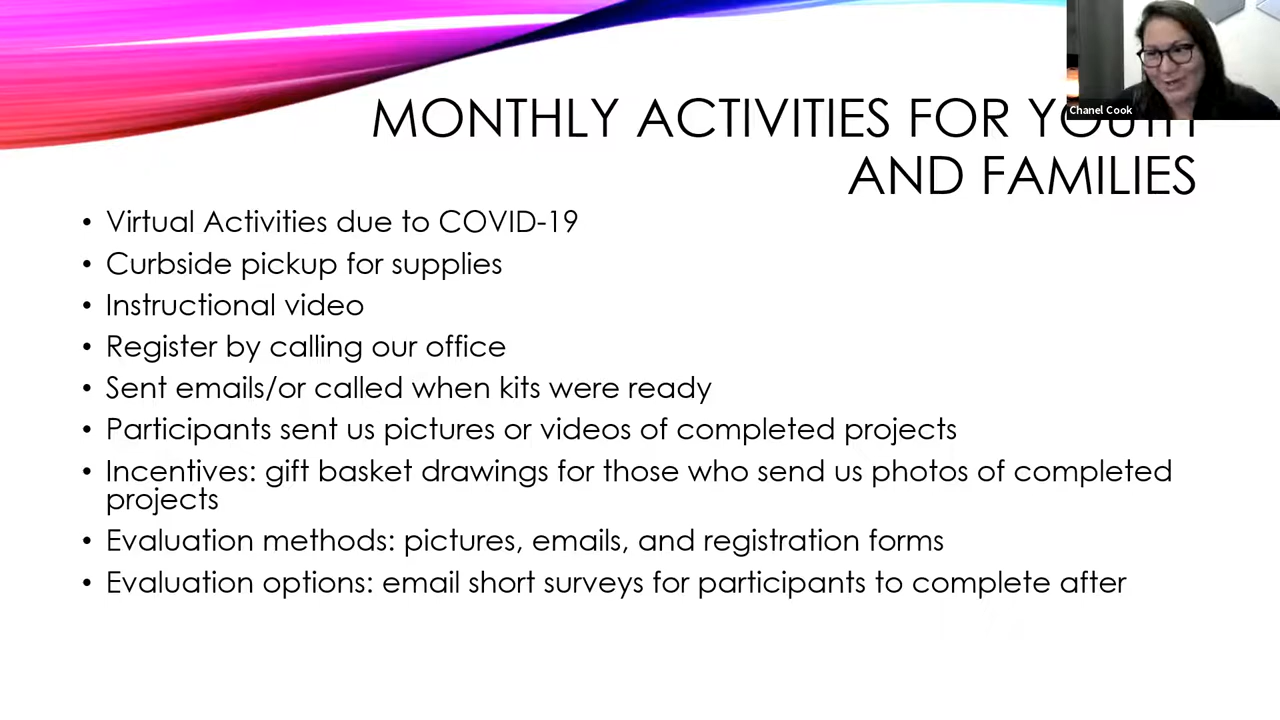 Chanel Cook
MONTHLY ACTIVITIES FOR YOUTH
AND FAMILIES
• Virtual Activities due to COVID-19
• Curbside pickup for supplies
• Instructional video
• Register by calling our office
• Sent emails/or called when kits were ready
• Participants sent us pictures or videos of completed projects
• Incentives: gift basket drawings for those who send us photos of completed
projects
• Evaluation methods: pictures, emails, and registration forms
• Evaluation options: email short surveys for participants to complete after